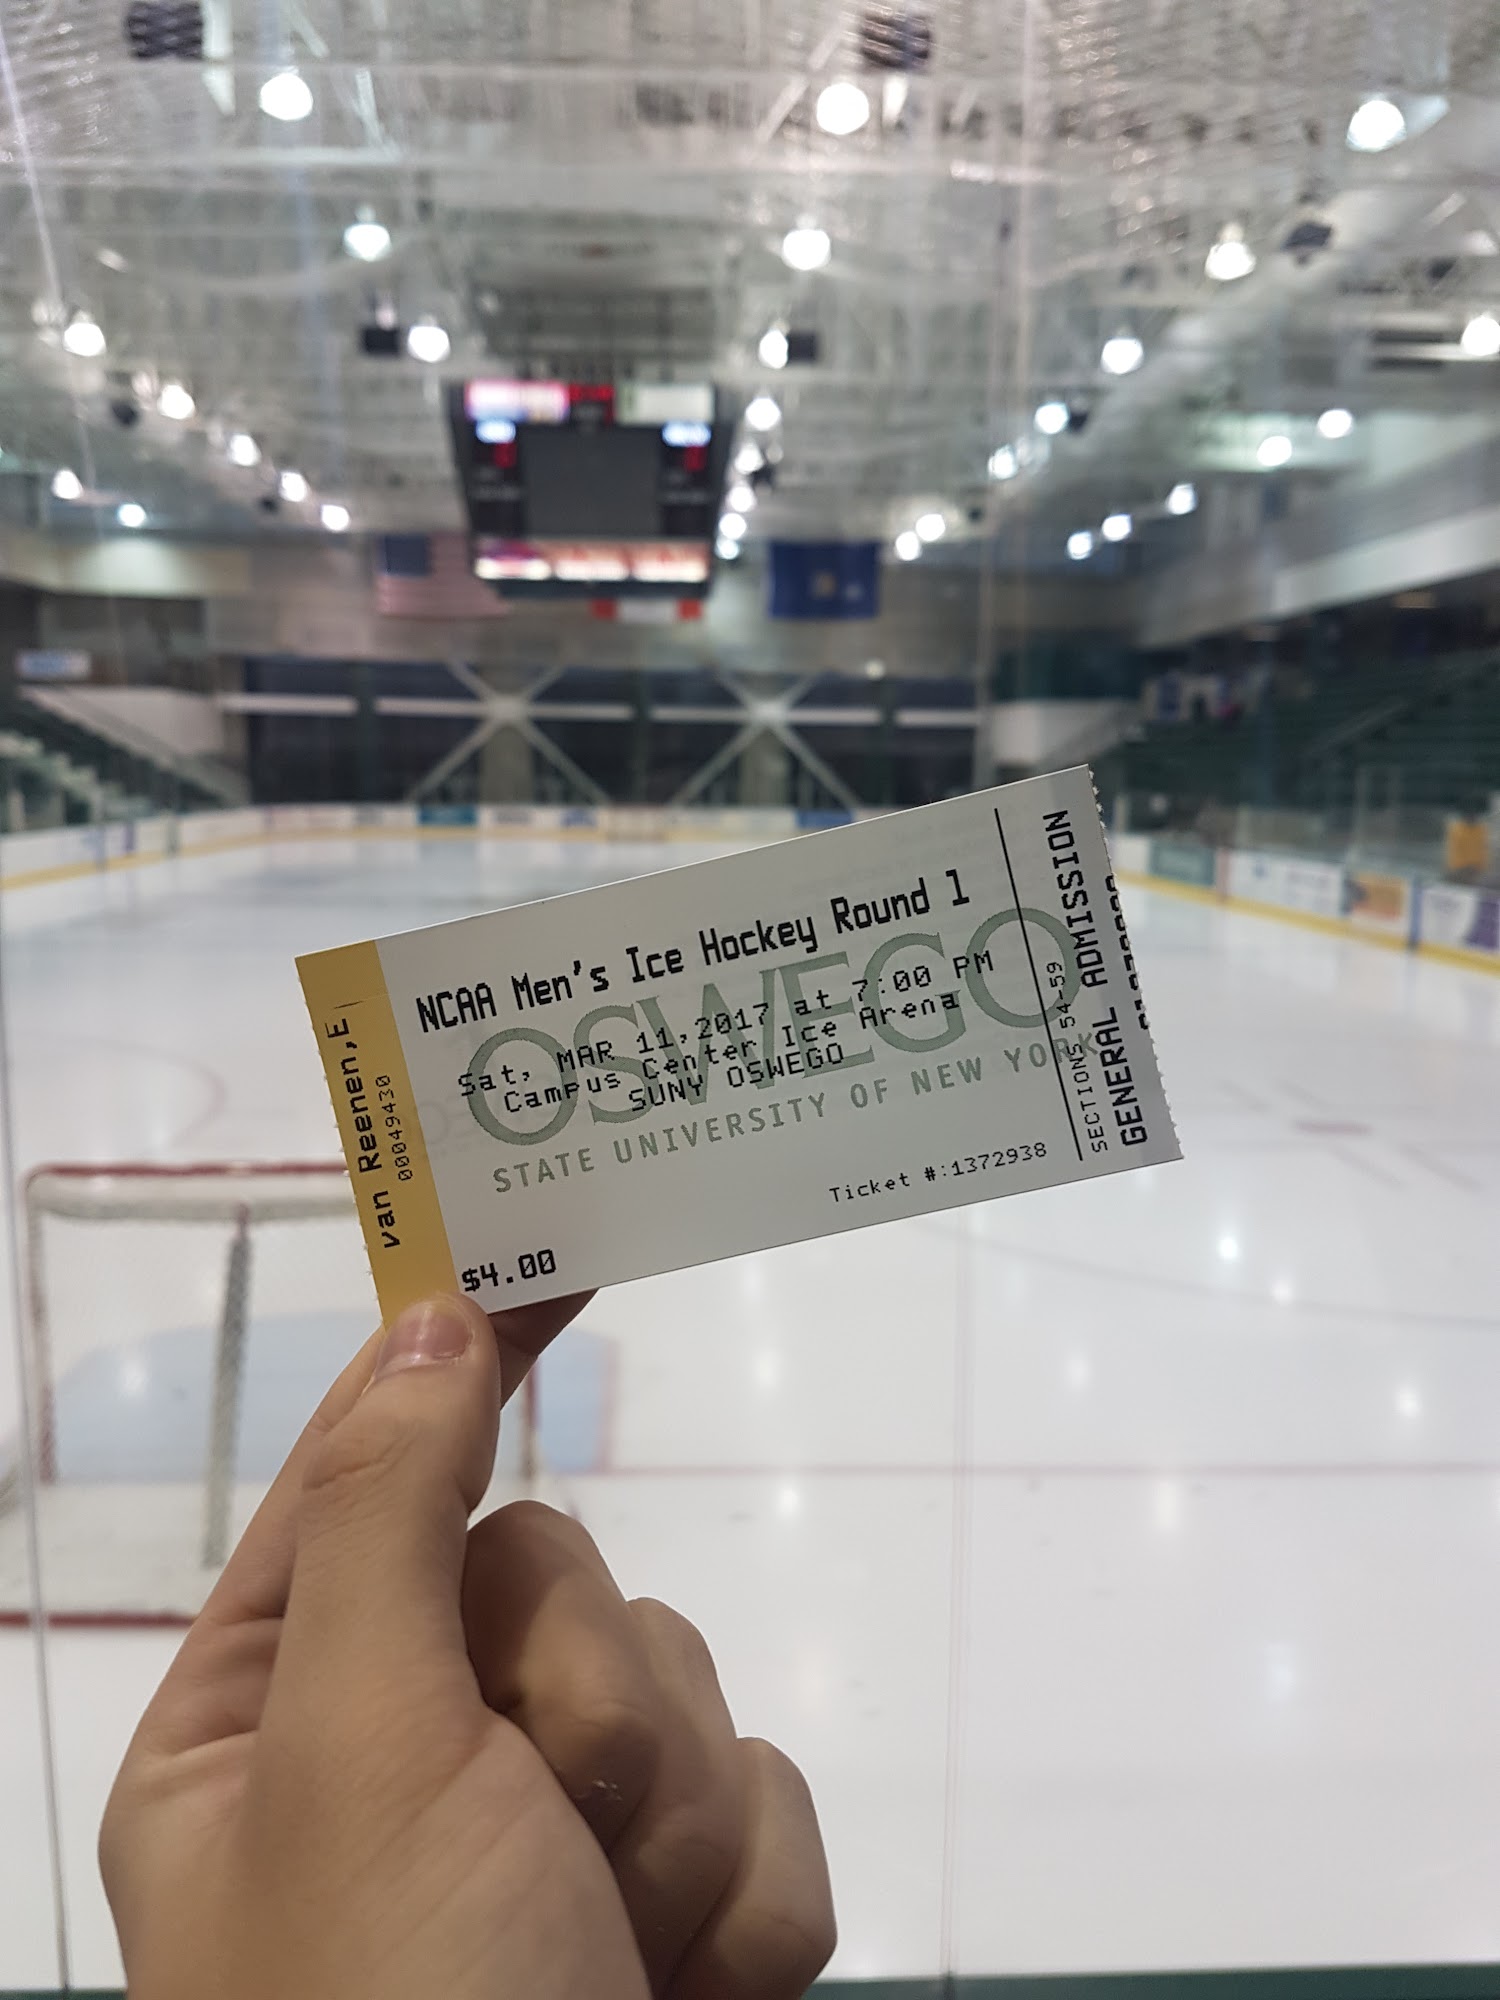 van Reenen,E
00049430
NCAA Men's Ice Hockey Round 1
OSWEGO
Sat, MAR 11,2017 at 7:00 PM
Campus Center Ice Arena
SUNY OSWEGO
STATE UNIVERSITY OF NEW YORK
Ticket #:1372938
$4.00
SECTIONS 54-59
GENERAL ADMISSION